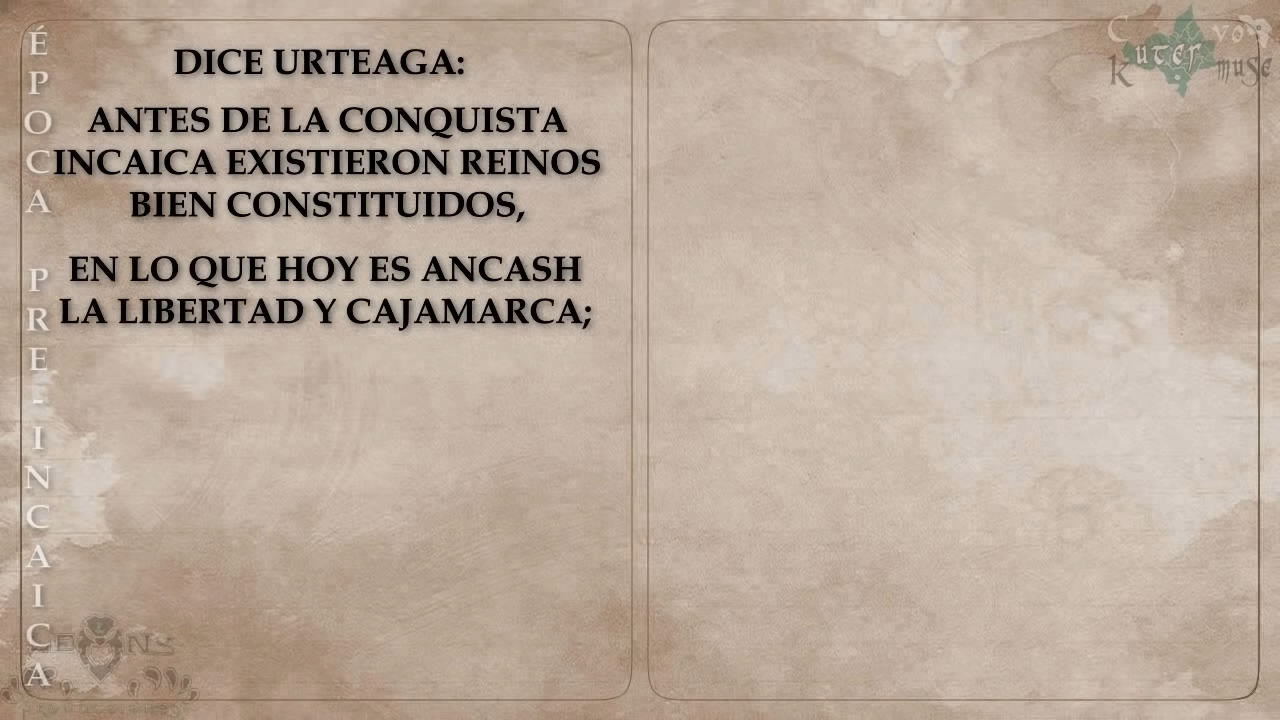 DICE URTEAGA:
ANTES DE LA CONQUISTA
INCAICA EXISTIERON REINOS
BIEN CONSTITUIDOS,
EN LO QUE HOY ES ANCASH
LA LIBERTAD Y CAJAMARCA;
ÉPOCA PRE-INCAICA